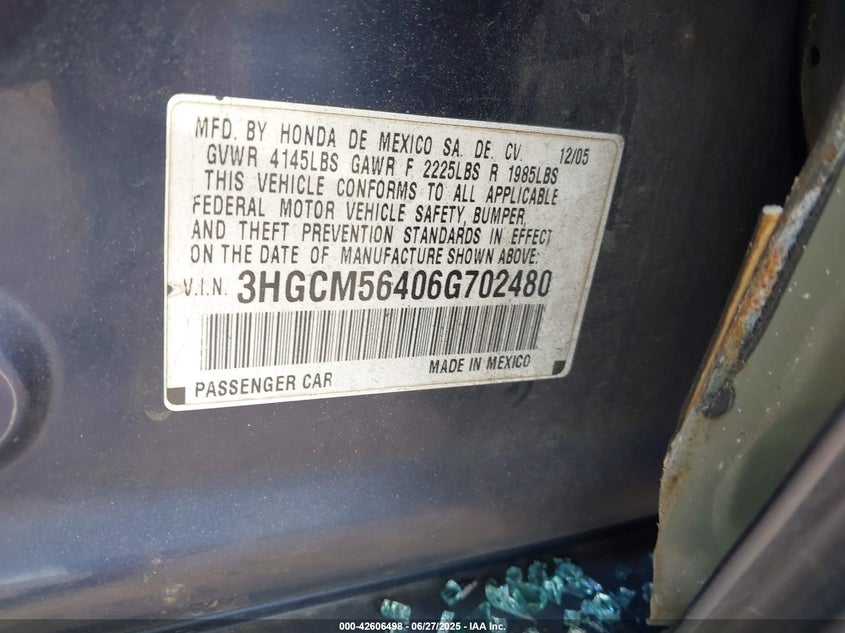 MFD. BY HONDA DE MEXICO SA. DE. CV. 12/05
GVWR 4145LBS GAWR F 2225LBS R 1985LBS
THIS VEHICLE CONFORMS TO ALL APPLICABLE
FEDERAL MOTOR VEHICLE SAFETY, BUMPER,
AND THEFT PREVENTION STANDARDS IN EFFECT
ON THE DATE OF MANUFACTURE SHOWN ABOVE:
V.I.N. 3HGCM56406G702480
PASSENGER CAR MADE IN MEXICO
000-42606498 - 06/27/2025 - IAA Inc.